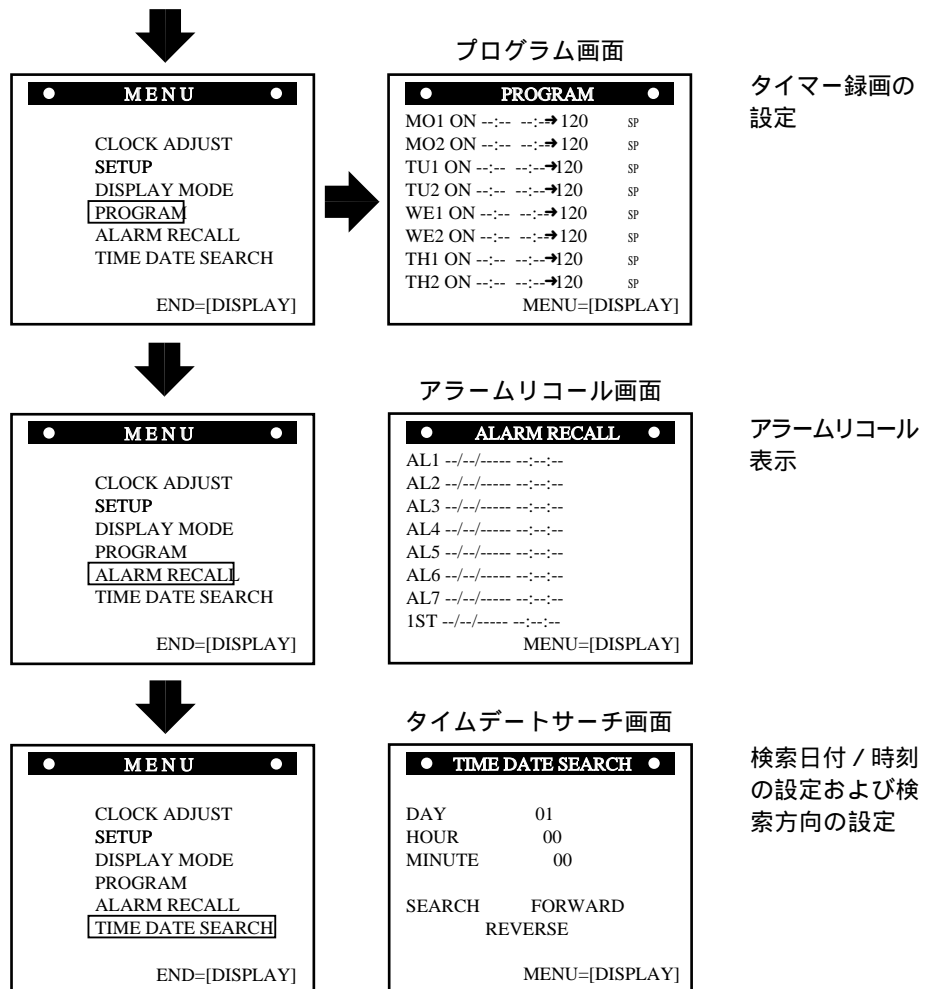 プログラム画面
● MENU ●
CLOCK ADJUST
SETUP
DISPLAY MODE
PROGRAM
ALARM RECALL
TIME DATE SEARCH
END=[DISPLAY]
● PROGRAM ●
MO1 ON --:-- --:--➜120 SP
MO2 ON --:-- --:--➜120 SP
TU1 ON --:-- --:--➜120 SP
TU2 ON --:-- --:--➜120 SP
WE1 ON --:-- --:--➜120 SP
WE2 ON --:-- --:--➜120 SP
TH1 ON --:-- --:--➜120 SP
TH2 ON --:-- --:--➜120 SP
MENU=[DISPLAY]
タイマー録画の
設定
アラームリコール画面
● MENU ●
CLOCK ADJUST
SETUP
DISPLAY MODE
PROGRAM
ALARM RECALL
TIME DATE SEARCH
END=[DISPLAY]
● ALARM RECALL ●
AL1 --/--/----- --:--:--
AL2 --/--/----- --:--:--
AL3 --/--/----- --:--:--
AL4 --/--/----- --:--:--
AL5 --/--/----- --:--:--
AL6 --/--/----- --:--:--
AL7 --/--/----- --:--:--
1ST --/--/----- --:--:--
MENU=[DISPLAY]
アラームリコール
表示
タイムデートサーチ画面
● MENU ●
CLOCK ADJUST
SETUP
DISPLAY MODE
PROGRAM
ALARM RECALL
TIME DATE SEARCH
END=[DISPLAY]
● TIME DATE SEARCH ●
DAY 01
HOUR 00
MINUTE 00
SEARCH FORWARD
REVERSE
MENU=[DISPLAY]
検索日付 / 時刻
の設定および検
索方向の設定